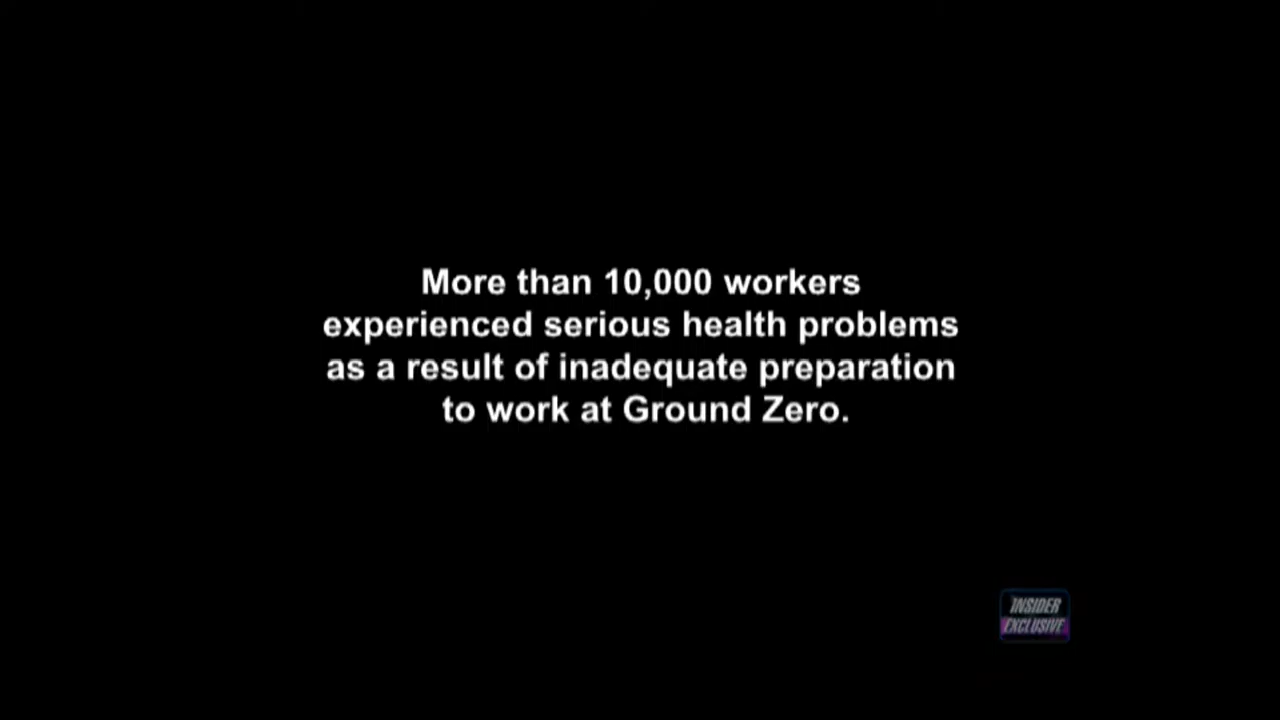 More than 10,000 workers
experienced serious health problems
as a result of inadequate preparation
to work at Ground Zero.
INSIDER
EXCLUSIVE